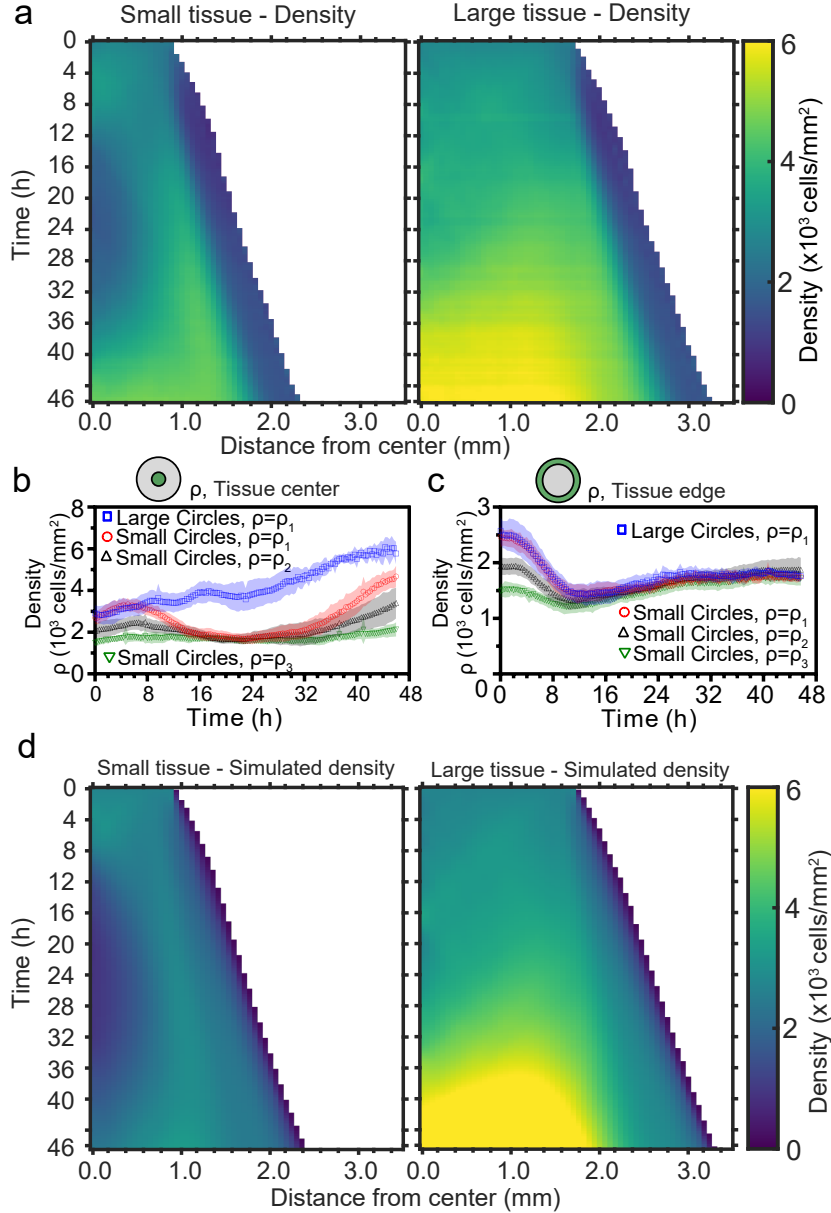 a
Small tissue - Density
Large tissue - Density
0
4
8
12
16
20
24
28
32
36
40
46
Time (h)
0.0 1.0 2.0 3.0
0.0 1.0 2.0 3.0
Distance from center (mm)
6
4
2
0
Density (x10³ cells/mm²)
b
ρ, Tissue center
8
6
4
2
0
Density
ρ (10³ cells/mm²)
Large Circles, ρ=ρ₁
Small Circles, ρ=ρ₁
Small Circles, ρ=ρ₂
Small Circles, ρ=ρ₃
0 8 16 24 32 40 48
Time (h)
c
ρ, Tissue edge
3
2
1
0
Density
ρ (10³ cells/mm²)
Large Circles, ρ=ρ₁
Small Circles, ρ=ρ₁
Small Circles, ρ=ρ₂
Small Circles, ρ=ρ₃
0 8 16 24 32 40 48
Time (h)
d
Small tissue - Simulated density
Large tissue - Simulated density
0
4
8
12
16
20
24
28
32
36
40
46
Time (h)
0.0 1.0 2.0 3.0
0.0 1.0 2.0 3.0
Distance from center (mm)
6
4
2
0
Density (x10³ cells/mm²)